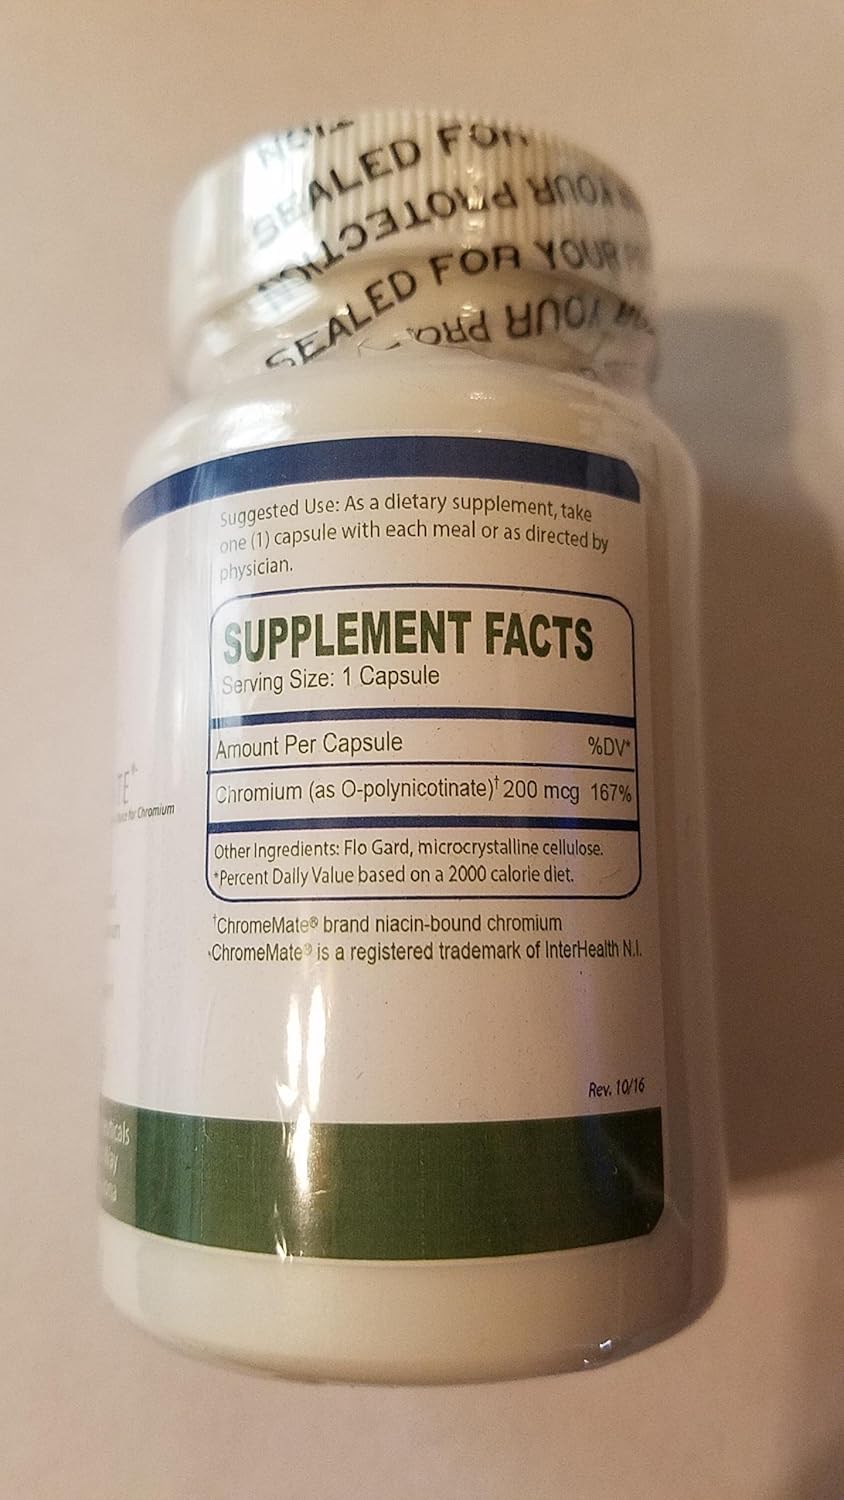 SEALED FOR
YOUR PROTECTION
SEALED FOR YOUR
YOUR
Suggested Use: As a dietary supplement, take
one (1) capsule with each meal or as directed by
physician.
SUPPLEMENT FACTS
Serving Size: 1 Capsule
Amount Per Capsule %DV*
Chromium (as O-polynicotinate)† 200 mcg 167%
Other Ingredients: Flo Gard, microcrystalline cellulose.
*Percent Daily Value based on a 2000 calorie diet.
†ChromeMate® brand niacin-bound chromium
ChromeMate® is a registered trademark of InterHealth N.I.
for Chromium
Rev. 10/16